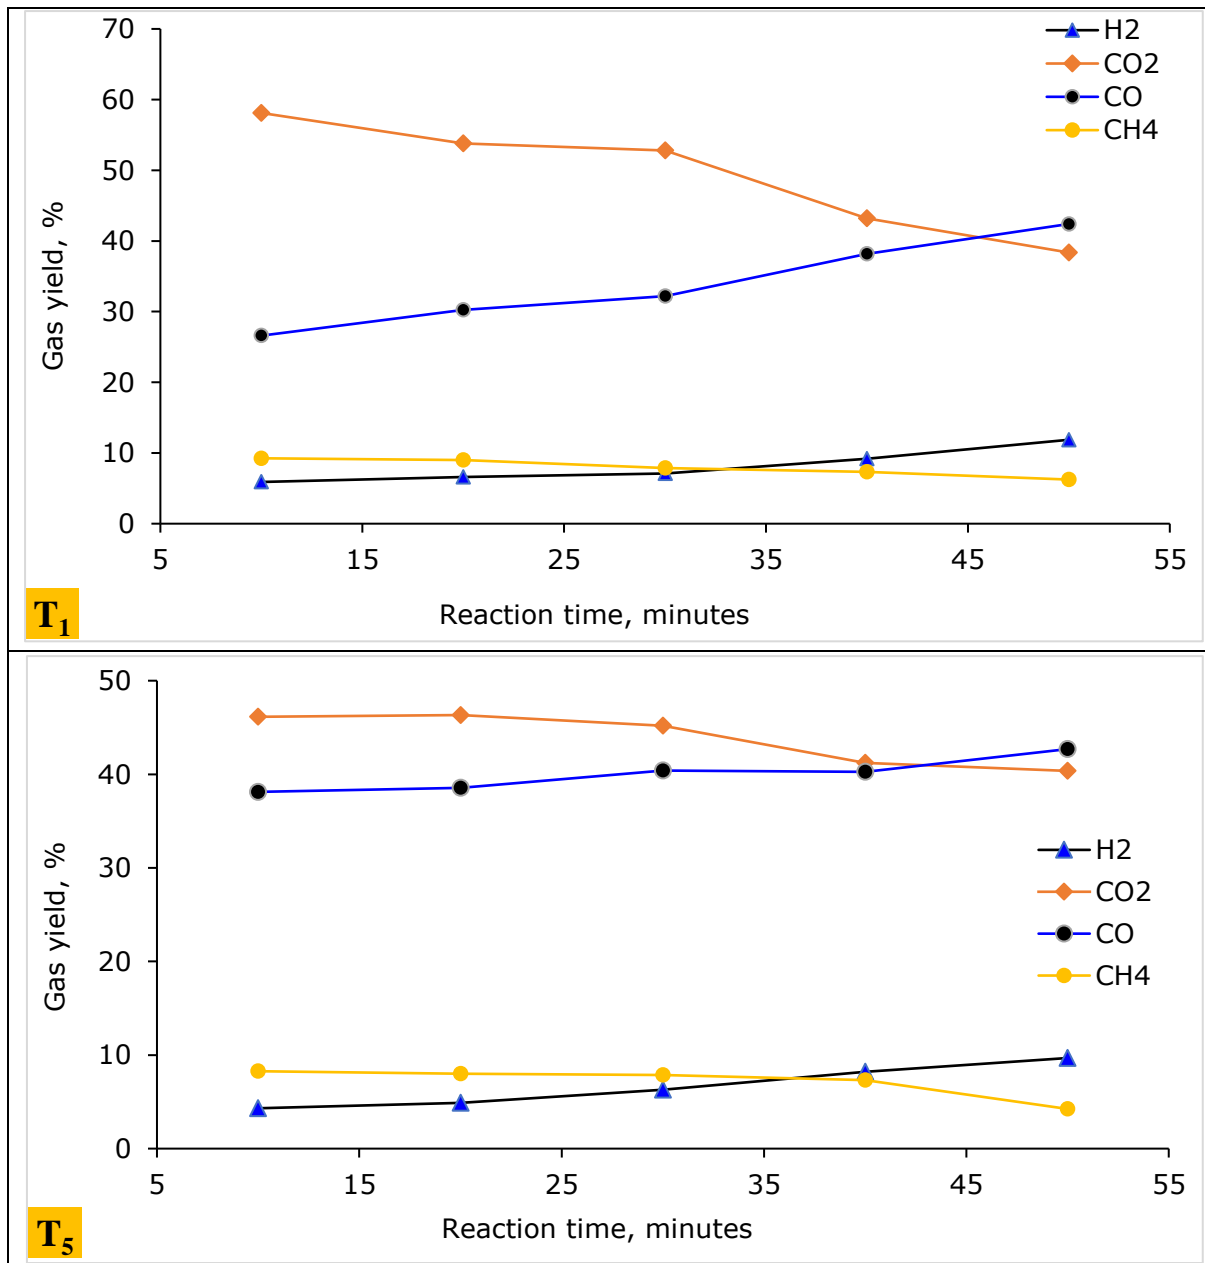 70
60
50
40
30
20
10
0
Gas yield, %
5 15 25 35 45 55
Reaction time, minutes
H2
CO2
CO
CH4
T1
50
40
30
20
10
0
Gas yield, %
5 15 25 35 45 55
Reaction time, minutes
H2
CO2
CO
CH4
T5